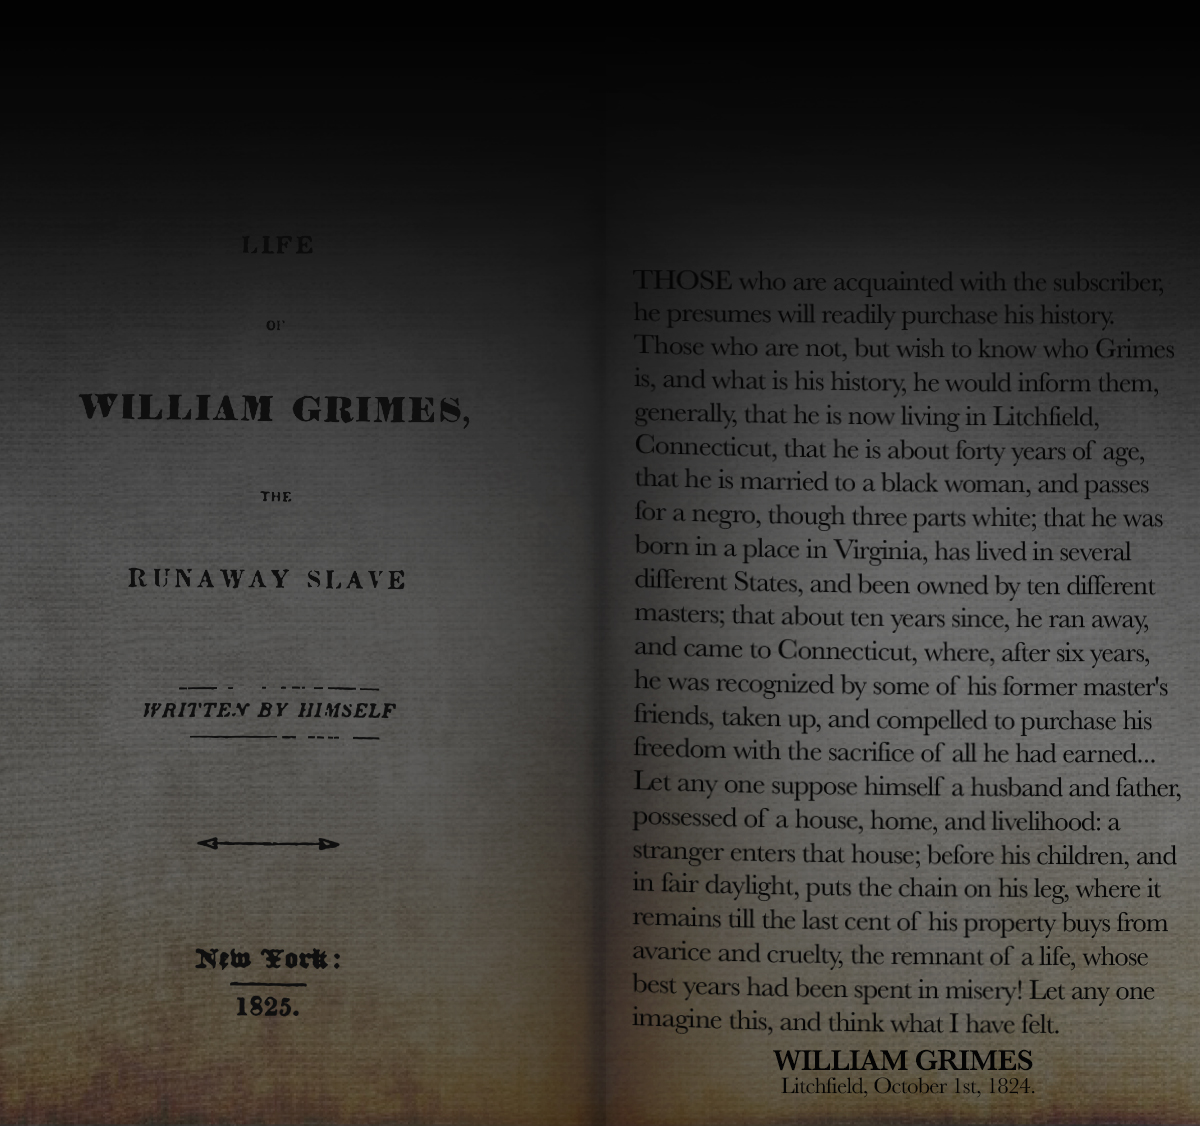 LIFE
OF
WILLIAM GRIMES,
THE
RUNAWAY SLAVE
WRITTEN BY HIMSELF
New York:
1825.
THOSE who are acquainted with the subscriber,
he presumes will readily purchase his history.
Those who are not, but wish to know who Grimes
is, and what is his history, he would inform them,
generally, that he is now living in Litchfield,
Connecticut, that he is about forty years of age,
that he is married to a black woman, and passes
for a negro, though three parts white; that he was
born in a place in Virginia, has lived in several
different States, and been owned by ten different
masters; that about ten years since, he ran away,
and came to Connecticut, where, after six years,
he was recognized by some of his former master's
friends, taken up, and compelled to purchase his
freedom with the sacrifice of all he had earned...
Let any one suppose himself a husband and father,
possessed of a house, home, and livelihood: a
stranger enters that house; before his children, and
in fair daylight, puts the chain on his leg, where it
remains till the last cent of his property buys from
avarice and cruelty, the remnant of a life, whose
best years had been spent in misery! Let any one
imagine this, and think what I have felt.
WILLIAM GRIMES
Litchfield, October 1st, 1824.